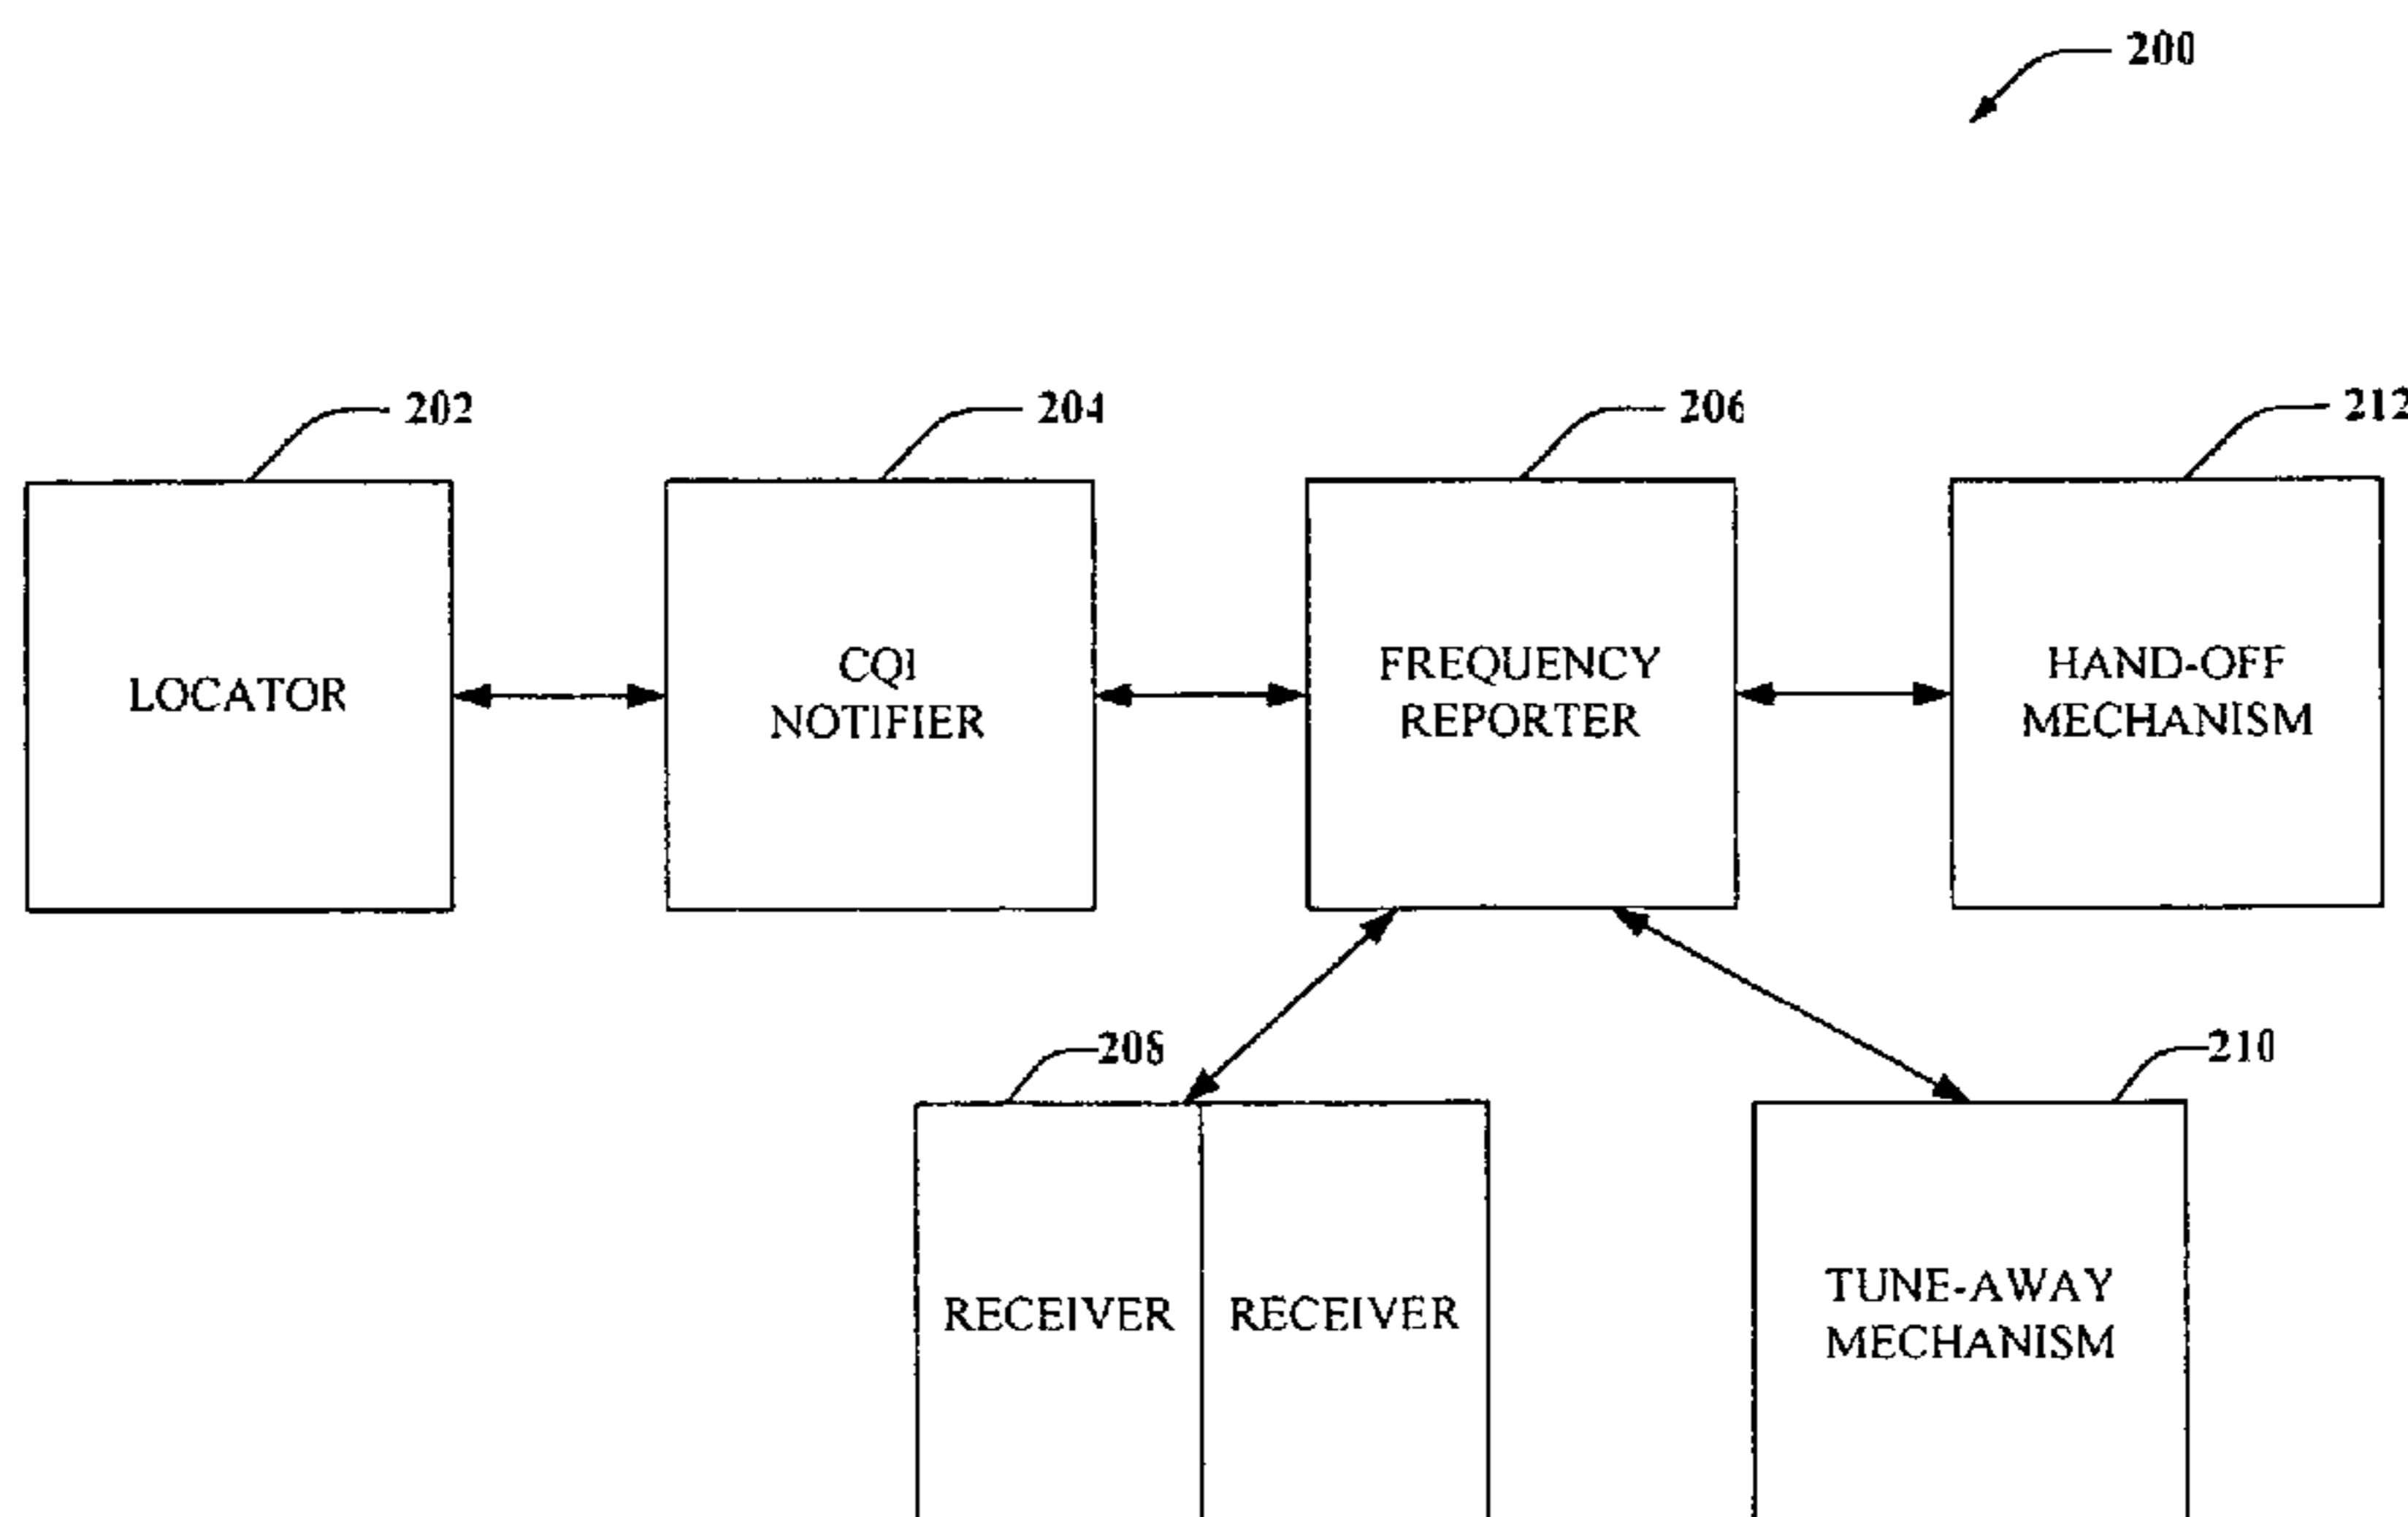 200
202
204
206
212
LOCATOR
CQI
NOTIFIER
FREQUENCY
REPORTER
HAND-OFF
MECHANISM
208
210
RECEIVER
RECEIVER
TUNE-AWAY
MECHANISM